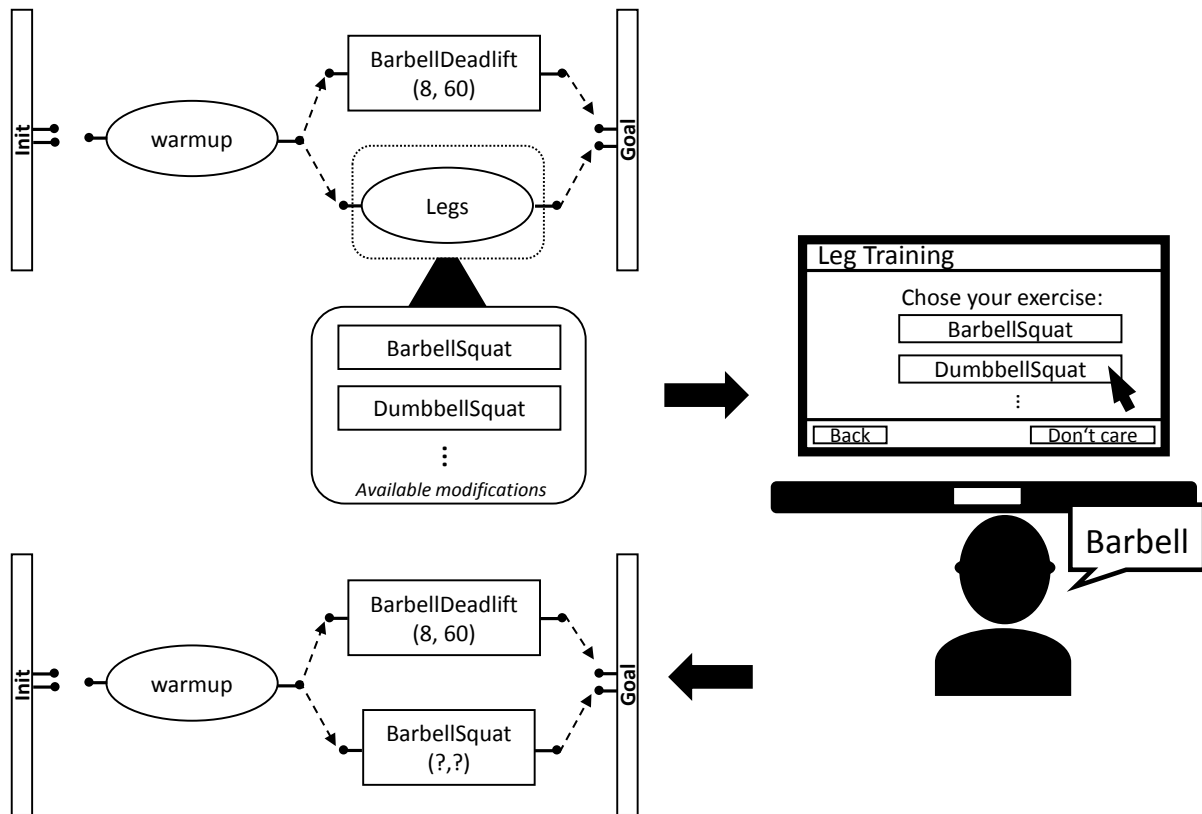 Init
warmup
BarbellDeadlift
(8, 60)
Legs
Goal
BarbellSquat
DumbbellSquat
⋮
Available modifications
Leg Training
Chose your exercise:
BarbellSquat
DumbbellSquat
⋮
Back
Don‘t care
Barbell
Init
warmup
BarbellDeadlift
(8, 60)
BarbellSquat
(?,?)
Goal